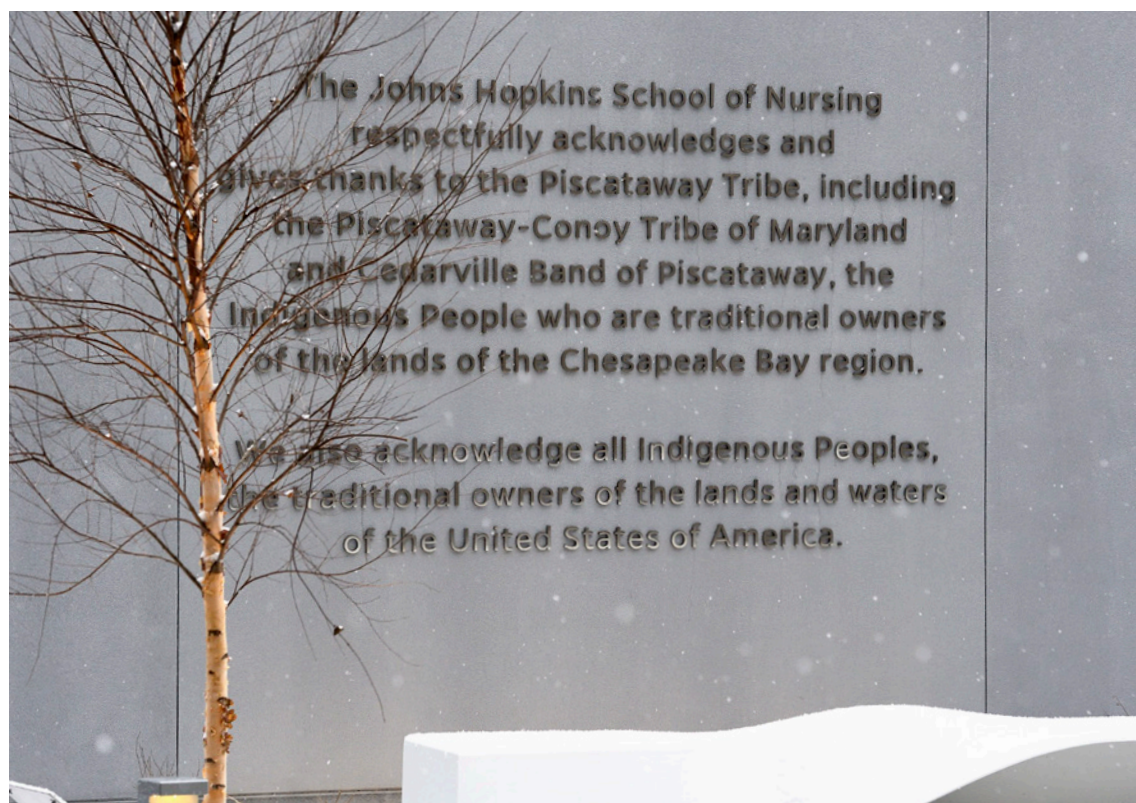 The Johns Hopkins School of Nursing
respectfully acknowledges and
gives thanks to the Piscataway Tribe, including
the Piscataway-Conoy Tribe of Maryland
and Cedarville Band of Piscataway, the
Indigenous People who are traditional owners
of the lands of the Chesapeake Bay region.
We also acknowledge all Indigenous Peoples,
the traditional owners of the lands and waters
of the United States of America.